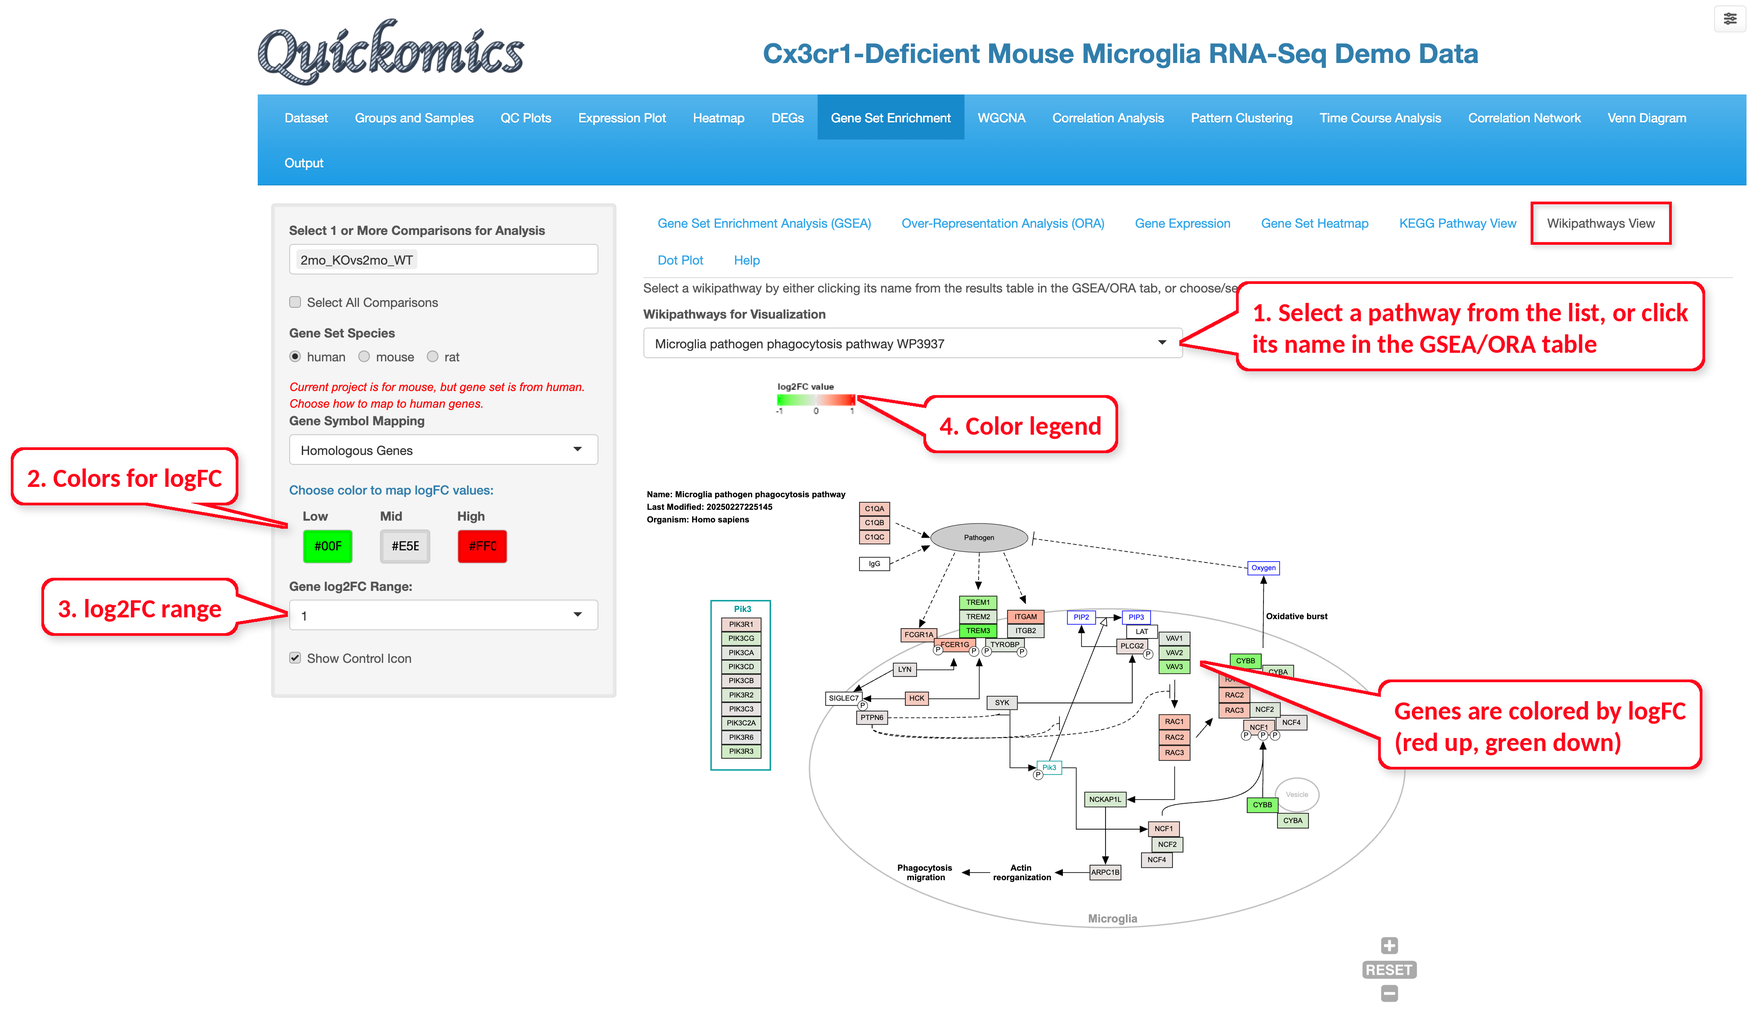 Quickomics
Cx3cr1-Deficient Mouse Microglia RNA-Seq Demo Data
Dataset Groups and Samples QC Plots Expression Plot Heatmap DEGs Gene Set Enrichment WGCNA Correlation Analysis Pattern Clustering Time Course Analysis Correlation Network Venn Diagram
Output
Select 1 or More Comparisons for Analysis
2mo_KOvs2mo_WT
Select All Comparisons
Gene Set Species
human mouse rat
Current project is for mouse, but gene set is from human.
Choose how to map to human genes.
Gene Symbol Mapping
Homologous Genes
Choose color to map logFC values:
Low Mid High
#00F #E5E #FF0
Gene log2FC Range:
1
Show Control Icon
2. Colors for logFC
3. log2FC range
Gene Set Enrichment Analysis (GSEA) Over-Representation Analysis (ORA) Gene Expression Gene Set Heatmap KEGG Pathway View Wikipathways View
Dot Plot Help
Select a wikipathway by either clicking its name from the results table in the GSEA/ORA tab, or choose/se
Wikipathways for Visualization
Microglia pathogen phagocytosis pathway WP3937
1. Select a pathway from the list, or click
its name in the GSEA/ORA table
log2FC value
-1 0 1
4. Color legend
Name: Microglia pathogen phagocytosis pathway
Last Modified: 20250227225145
Organism: Homo sapiens
C1QA
C1QB
C1QC
IgG
Pathogen
Oxygen
Oxidative burst
Pik3
PIK3R1
PIK3CG
PIK3CA
PIK3CD
PIK3CB
PIK3R2
PIK3C3
PIK3C2A
PIK3R6
PIK3R3
TREM1
TREM2
TREM3
ITGAM
ITGB2
FCGR1A
FCER1G
TYROBP
P P P P
PIP2 PIP3
LAT
PLCG2
P
VAV1
VAV2
VAV3
LYN
SIGLEC7
P
HCK
PTPN6
SYK
RAC1
RAC2
RAC3
CYBB
CYBA
RAC2
RAC3
NCF2
NCF4
NCF1
P P P
Pik3
P
NCKAP1L
Vesicle
CYBB
CYBA
NCF1
NCF2
NCF4
ARPC1B
Actin
reorganization
Phagocytosis
migration
Microglia
Genes are colored by logFC
(red up, green down)
RESET